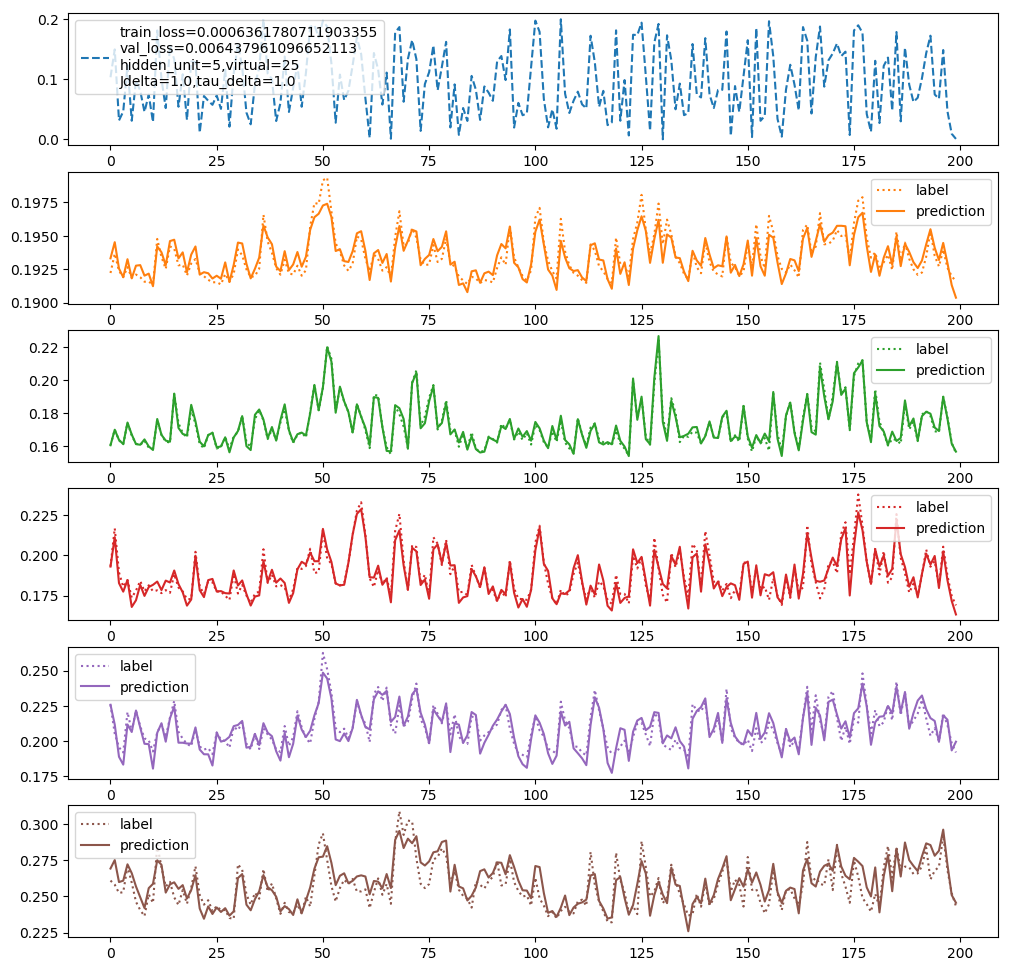 train_loss=0.0006361780711903355
val_loss=0.006437961096652113
hidden_unit=5,virtual=25
Jdelta=1.0,tau_delta=1.0
0.2
0.1
0.0
0 25 50 75 100 125 150 175 200
label
prediction
0.1975
0.1950
0.1925
0.1900
0 25 50 75 100 125 150 175 200
label
prediction
0.22
0.20
0.18
0.16
0 25 50 75 100 125 150 175 200
label
prediction
0.225
0.200
0.175
0 25 50 75 100 125 150 175 200
label
prediction
0.250
0.225
0.200
0.175
0 25 50 75 100 125 150 175 200
label
prediction
0.300
0.275
0.250
0.225
0 25 50 75 100 125 150 175 200